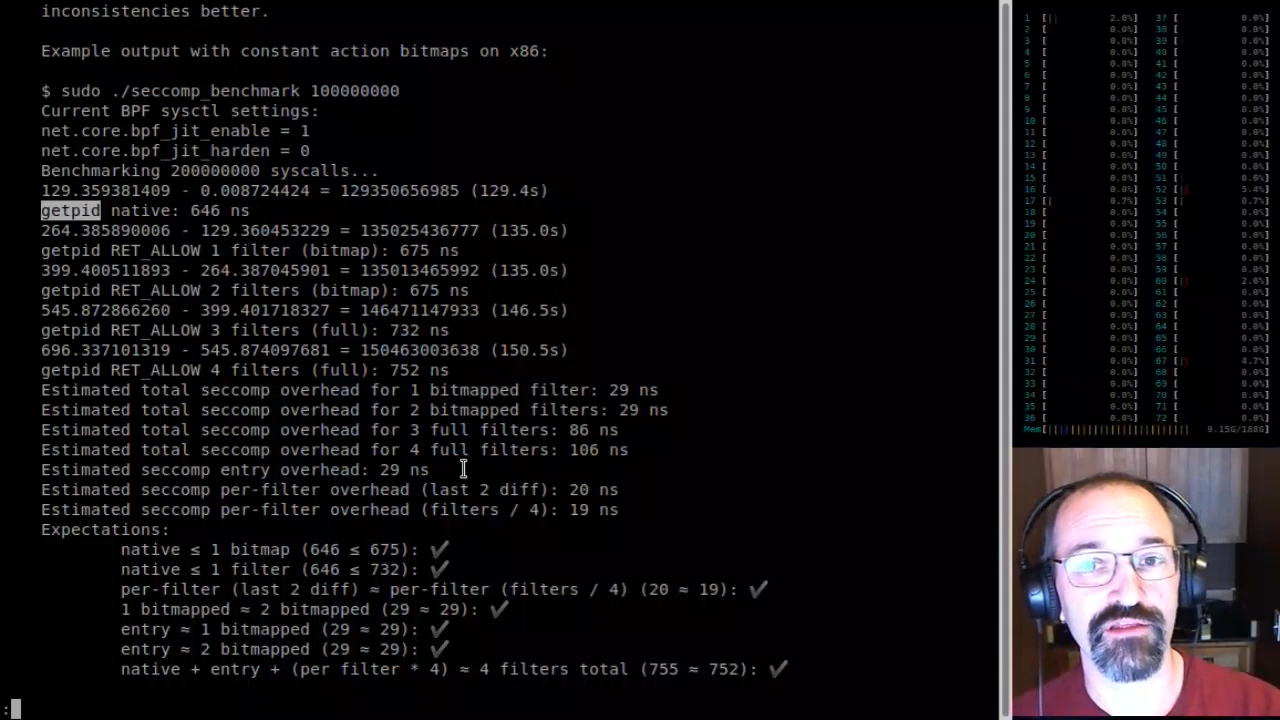 inconsistencies better.
Example output with constant action bitmaps on x86:
$ sudo ./seccomp_benchmark 100000000
Current BPF sysctl settings:
net.core.bpf_jit_enable = 1
net.core.bpf_jit_harden = 0
Benchmarking 200000000 syscalls...
129.359381409 - 0.008724424 = 129350656985 (129.4s)
getpid native: 646 ns
264.385890006 - 129.360453229 = 135025436777 (135.0s)
getpid RET_ALLOW 1 filter (bitmap): 675 ns
399.400511893 - 264.387045901 = 135013465992 (135.0s)
getpid RET_ALLOW 2 filters (bitmap): 675 ns
545.872866260 - 399.401718327 = 146471147933 (146.5s)
getpid RET_ALLOW 3 filters (full): 732 ns
696.337101319 - 545.874097681 = 150463003638 (150.5s)
getpid RET_ALLOW 4 filters (full): 752 ns
Estimated total seccomp overhead for 1 bitmapped filter: 29 ns
Estimated total seccomp overhead for 2 bitmapped filters: 29 ns
Estimated total seccomp overhead for 3 full filters: 86 ns
Estimated total seccomp overhead for 4 full filters: 106 ns
Estimated seccomp entry overhead: 29 ns
Estimated seccomp per-filter overhead (last 2 diff): 20 ns
Estimated seccomp per-filter overhead (filters / 4): 19 ns
Expectations:
native ≤ 1 bitmap (646 ≤ 675): ✔
native ≤ 1 filter (646 ≤ 732): ✔
per-filter (last 2 diff) ≈ per-filter (filters / 4) (20 ≈ 19): ✔
1 bitmapped ≈ 2 bitmapped (29 ≈ 29): ✔
entry ≈ 1 bitmapped (29 ≈ 29): ✔
entry ≈ 2 bitmapped (29 ≈ 29): ✔
native + entry + (per filter * 4) ≈ 4 filters total (755 ≈ 752): ✔
: